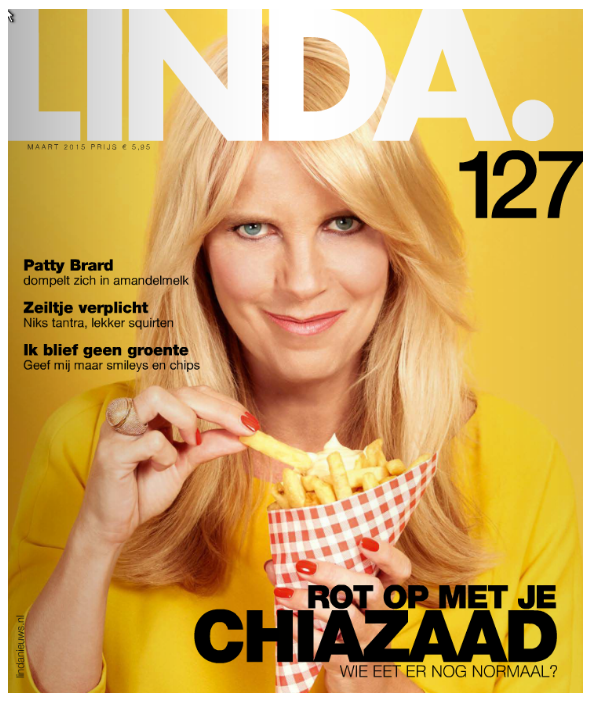 LINDA.
MAART 2015 PRIJS € 5,95
127
Patty Brard
dompelt zich in amandelmelk
Zeiltje verplicht
Niks tantra, lekker squirten
Ik blief geen groente
Geef mij maar smileys en chips
ROT OP MET JE
CHIAZAAD
WIE EET ER NOG NORMAAL?
lindanieuws.nl